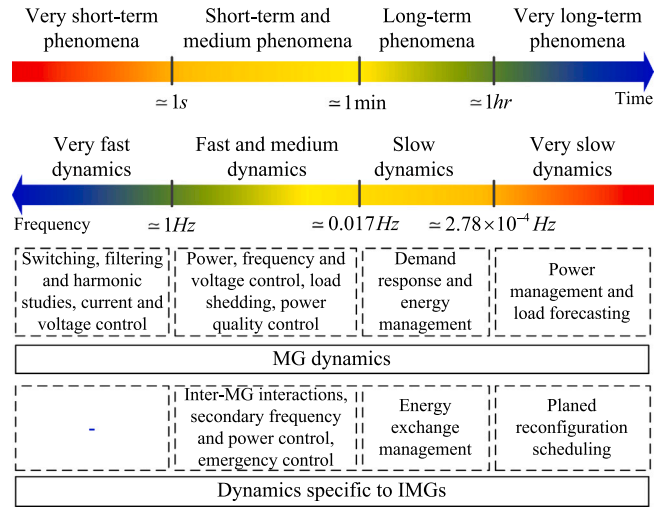 Very short-term
phenomena
Short-term and
medium phenomena
Long-term
phenomena
Very long-term
phenomena
≃1s
≃1min
≃1hr
Time
Very fast
dynamics
Fast and medium
dynamics
Slow
dynamics
Very slow
dynamics
Frequency
≃1Hz
≃0.017Hz
≃2.78×10⁻⁴Hz
Switching, filtering
and harmonic
studies, current and
voltage control
Power, frequency and
voltage control, load
shedding, power
quality control
Demand
response and
energy
management
Power
management and
load forecasting
MG dynamics
-
Inter-MG interactions,
secondary frequency
and power control,
emergency control
Energy
exchange
management
Planed
reconfiguration
scheduling
Dynamics specific to IMGs